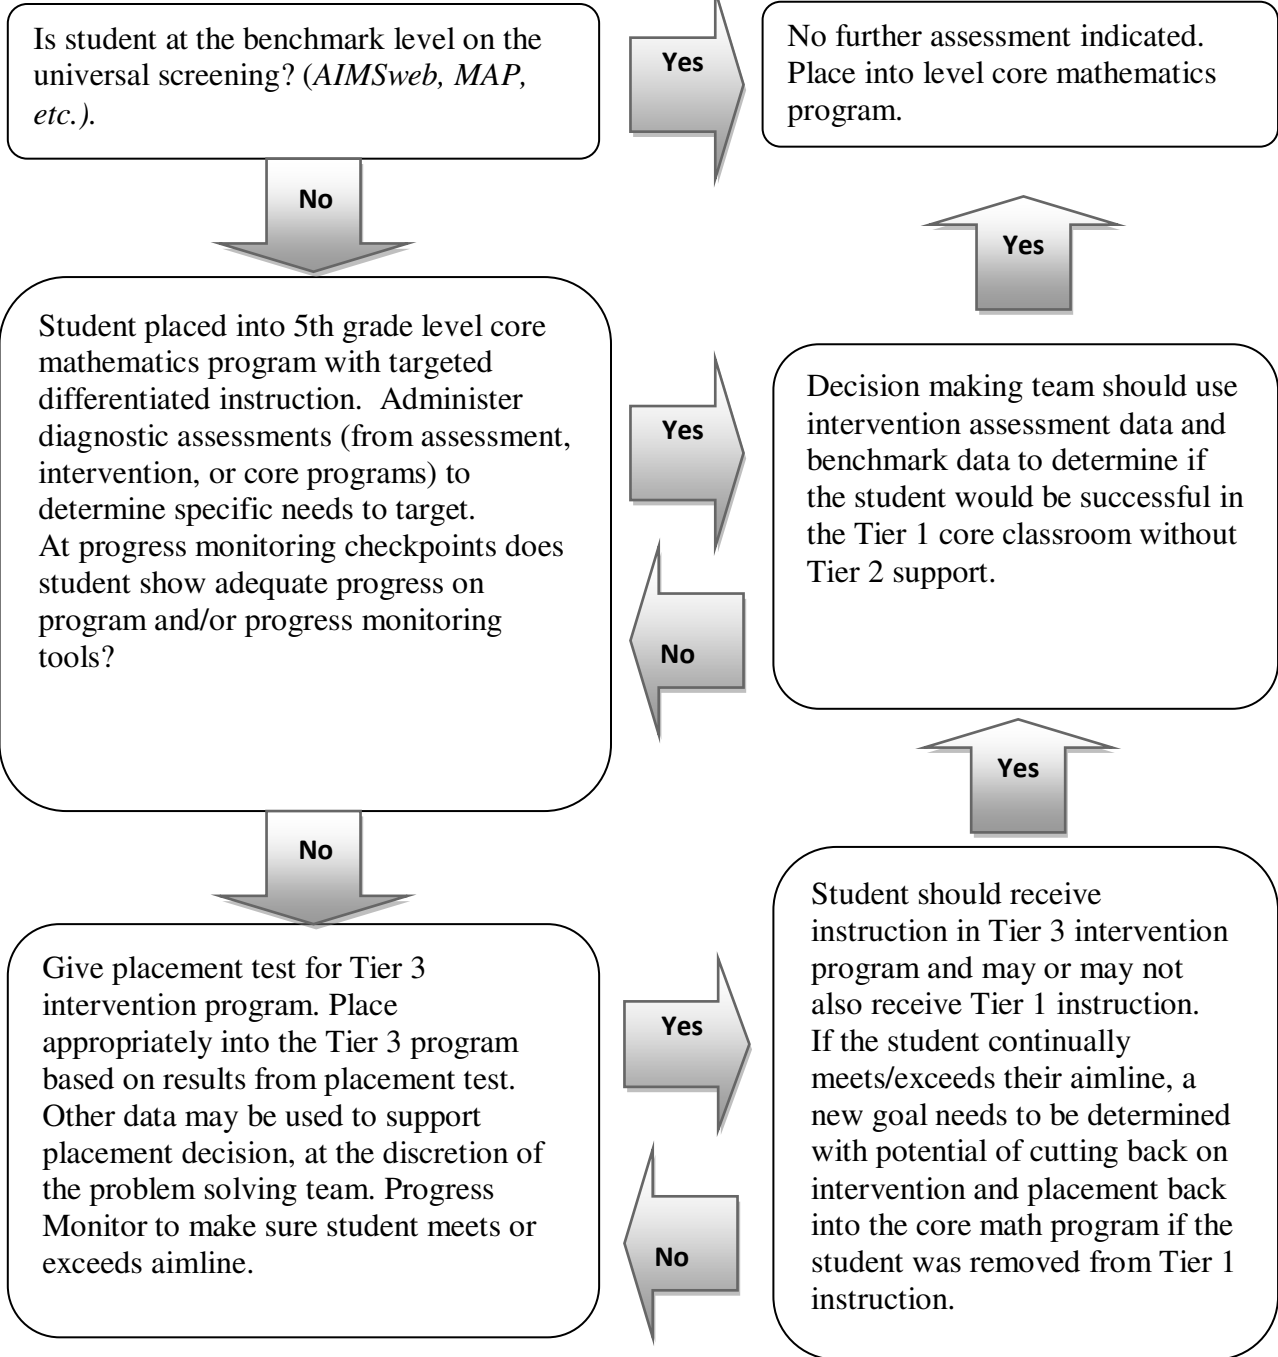 Is student at the benchmark level on the
universal screening? (AIMSweb, MAP,
etc.).
Yes
No further assessment indicated.
Place into level core mathematics
program.
No
Yes
Student placed into 5th grade level core
mathematics program with targeted
differentiated instruction.  Administer
diagnostic assessments (from assessment,
intervention, or core programs) to
determine specific needs to target.
At progress monitoring checkpoints does
student show adequate progress on
program and/or progress monitoring
tools?
Yes
No
Decision making team should use
intervention assessment data and
benchmark data to determine if
the student would be successful in
the Tier 1 core classroom without
Tier 2 support.
No
Yes
Give placement test for Tier 3
intervention program. Place
appropriately into the Tier 3 program
based on results from placement test.
Other data may be used to support
placement decision, at the discretion of
the problem solving team. Progress
Monitor to make sure student meets or
exceeds aimline.
Yes
No
Student should receive
instruction in Tier 3 intervention
program and may or may not
also receive Tier 1 instruction.
If the student continually
meets/exceeds their aimline, a
new goal needs to be determined
with potential of cutting back on
intervention and placement back
into the core math program if the
student was removed from Tier 1
instruction.